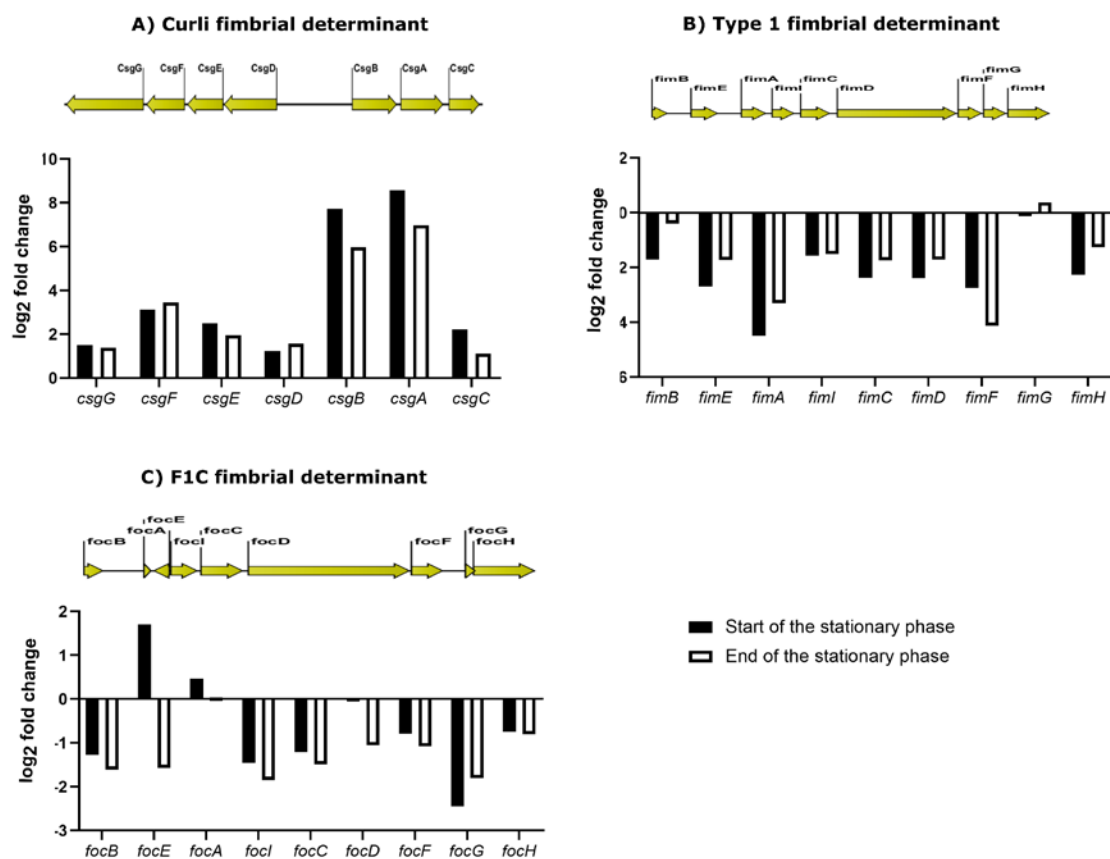 A) Curli fimbrial determinant
CsgG CsgF CsgE CsgD CsgB CsgA CsgC
log2 fold change
10
8
6
4
2
0
csgG csgF csgE csgD csgB csgA csgC
B) Type 1 fimbrial determinant
fimG
fimB fimA fimC fimF
fimE fimI fimD fimH
log2 fold change
2
0
2
4
6
fimB fimE fimA fimI fimC fimD fimF fimG fimH
C) F1C fimbrial determinant
focE
focA focC focG
focB focI focD focF focH
log2 fold change
2
1
0
-1
-2
-3
focB focE focA focI focC focD focF focG focH
Start of the stationary phase
End of the stationary phase